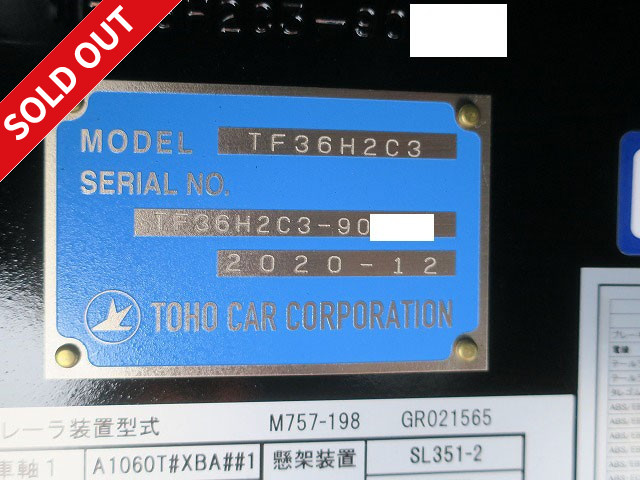 SOLD OUT
MODEL TF36H2C3
SERIAL NO.
TF36H2C3-90
2020-12
TOHO CAR CORPORATION
レーラ装置型式 M757-198 GR021565
車軸1 A1060T#XBA##1 懸架装置 SL351-2